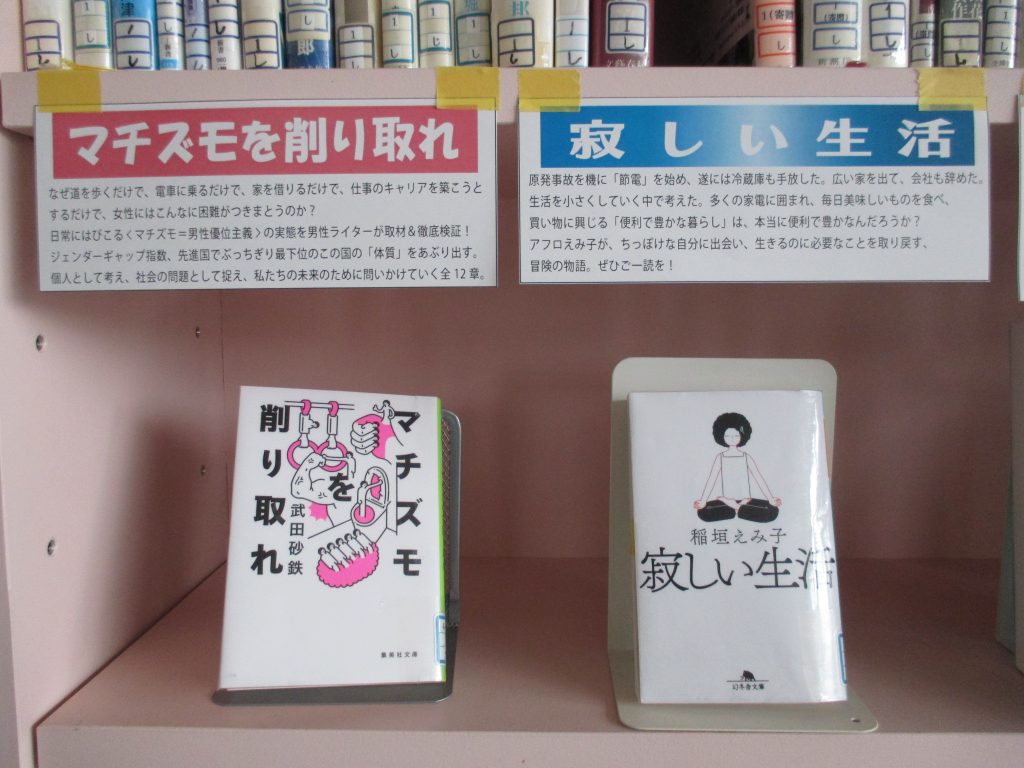 マチズモを削り取れ
なぜ道を歩くだけで、電車に乗るだけで、家を借りるだけで、仕事のキャリアを築こうと
するだけで、女性にはこんなに困難がつきまとうのか？
日常にはびこる<マチズモ=男性優位主義>の実態を男性ライターが取材＆徹底検証！
ジェンダーギャップ指数、先進国でぶっちぎり最下位のこの国の「体質」をあぶり出す。
個人として考え、社会の問題として捉え、私たちの未来のために問いかけていく全12章。
寂しい生活
原発事故を機に「節電」を始め、遂には冷蔵庫も手放した。広い家を出て、会社も辞めた。
生活を小さくしていく中で考えた。多くの家電に囲まれ、毎日美味しいものを食べ、
買い物に興じる「便利で豊かな暮らし」は、本当に便利で豊かなんだろうか？
アフロえみ子が、ちっぽけな自分に出会い、生きるのに必要なことを取り戻す、
冒険の物語。ぜひご一読を！
マチズモ
を
削り取れ
武田砂鉄
集英社文庫
稲垣えみ子
寂しい生活
幻冬舎文庫